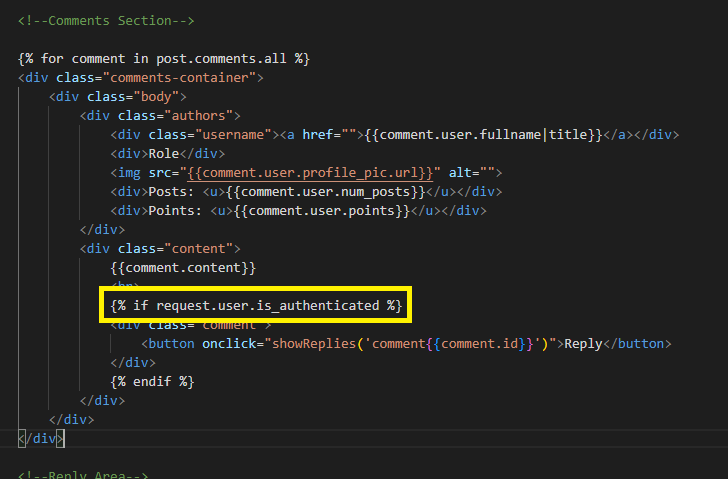 <!--Comments Section-->
{% for comment in post.comments.all %}
<div class="comments-container">
<div class="body">
<div class="authors">
<div class="username"><a href="">{{comment.user.fullname|title}}</a></div>
<div>Role</div>
<img src="{{comment.user.profile_pic.url}}" alt="">
<div>Posts: <u>{{comment.user.num_posts}}</u></div>
<div>Points: <u>{{comment.user.points}}</u></div>
</div>
<div class="content">
{{comment.content}}
<hr>
{% if request.user.is_authenticated %}
<div class="comment">
<button onclick="showReplies('comment{{comment.id}}')">Reply</button>
</div>
{% endif %}
</div>
</div>
</div>
<!--Reply Area-->